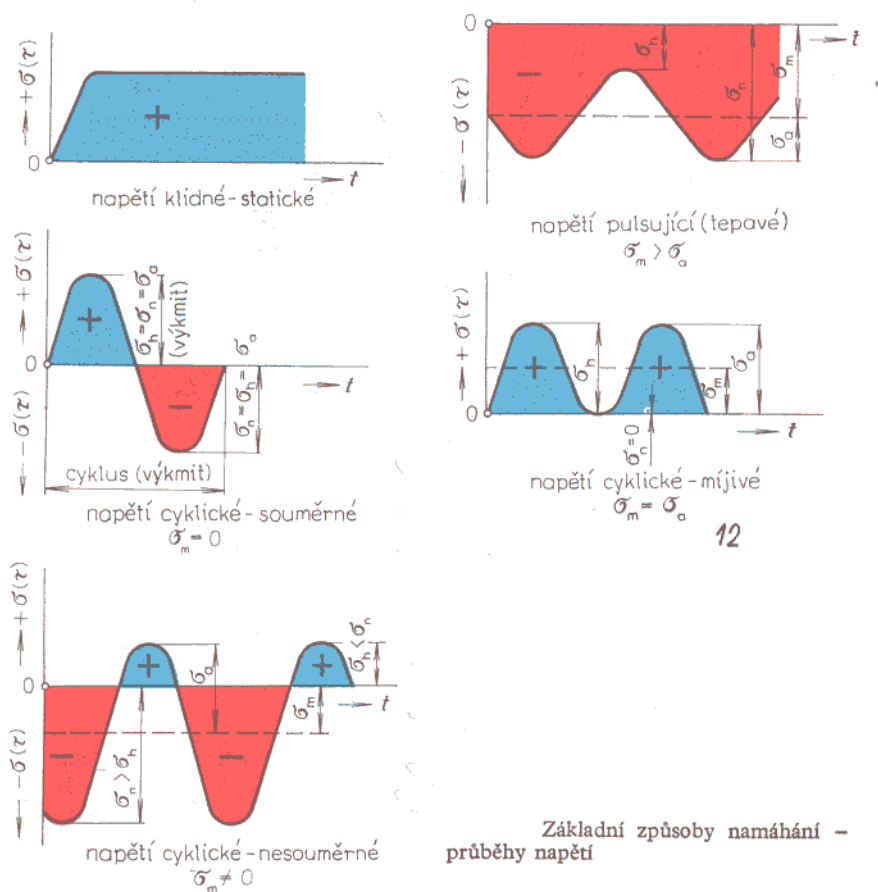 +σ(τ)
0
+
t
napětí klidné-statické
+σ(τ)
0
-σ(τ)
+
-
σh=σn=σa
(výkmit)
σa
σn=σh=
t
cyklus (výkmit)
napětí cyklické-souměrné
σm=0
+σ(τ)
0
-σ(τ)
-
+
-
+
σn>σh
σa
σm
σh<σn
t
napětí cyklické-nesouměrné
σm≠0
0
-σ(τ)
-
σh
σn
σm
σa
t
napětí pulsující (tepavé)
σm > σa
+σ(τ)
0
+
+
σh
σm
σa
σn=0
t
napětí cyklické-míjivé
σm = σa
12
Základní způsoby namáhání –
průběhy napětí